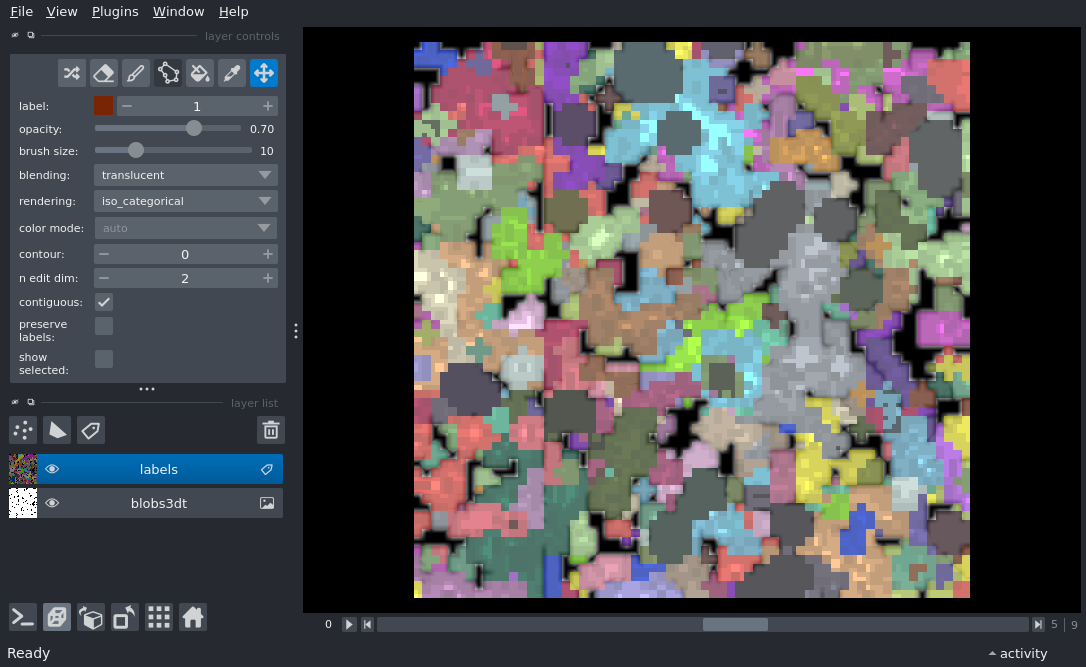 File View Plugins Window Help
layer controls
label: 1
opacity: 0.70
brush size: 10
blending: translucent
rendering: iso_categorical
color mode: auto
contour: 0
n edit dim: 2
contiguous:
preserve
labels:
show
selected:
layer list
labels
blobs3dt
0 5 | 9
Ready activity